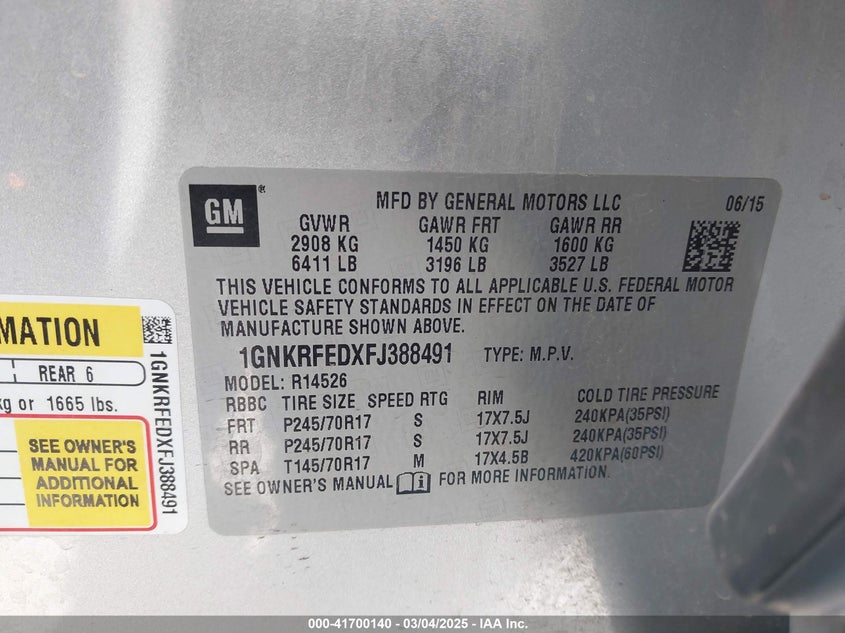 GM®
MFD BY GENERAL MOTORS LLC
06/15
GVWR GAWR FRT GAWR RR
2908 KG 1450 KG 1600 KG
6411 LB 3196 LB 3527 LB
THIS VEHICLE CONFORMS TO ALL APPLICABLE U.S. FEDERAL MOTOR
VEHICLE SAFETY STANDARDS IN EFFECT ON THE DATE OF
MANUFACTURE SHOWN ABOVE.
1GNKRFEDXFJ388491 TYPE: M.P.V.
MODEL: R14526
RBBC TIRE SIZE SPEED RTG RIM COLD TIRE PRESSURE
FRT P245/70R17 S 17X7.5J 240KPA(35PSI)
RR P245/70R17 S 17X7.5J 240KPA(35PSI)
SPA T145/70R17 M 17X4.5B 420KPA(60PSI)
SEE OWNER'S MANUAL i FOR MORE INFORMATION.
MATION
REAR 6
kg or 1665 lbs.
SEE OWNER'S
MANUAL FOR
ADDITIONAL
INFORMATION
1GNKRFEDXFJ388491
000-41700140 - 03/04/2025 - IAA Inc.